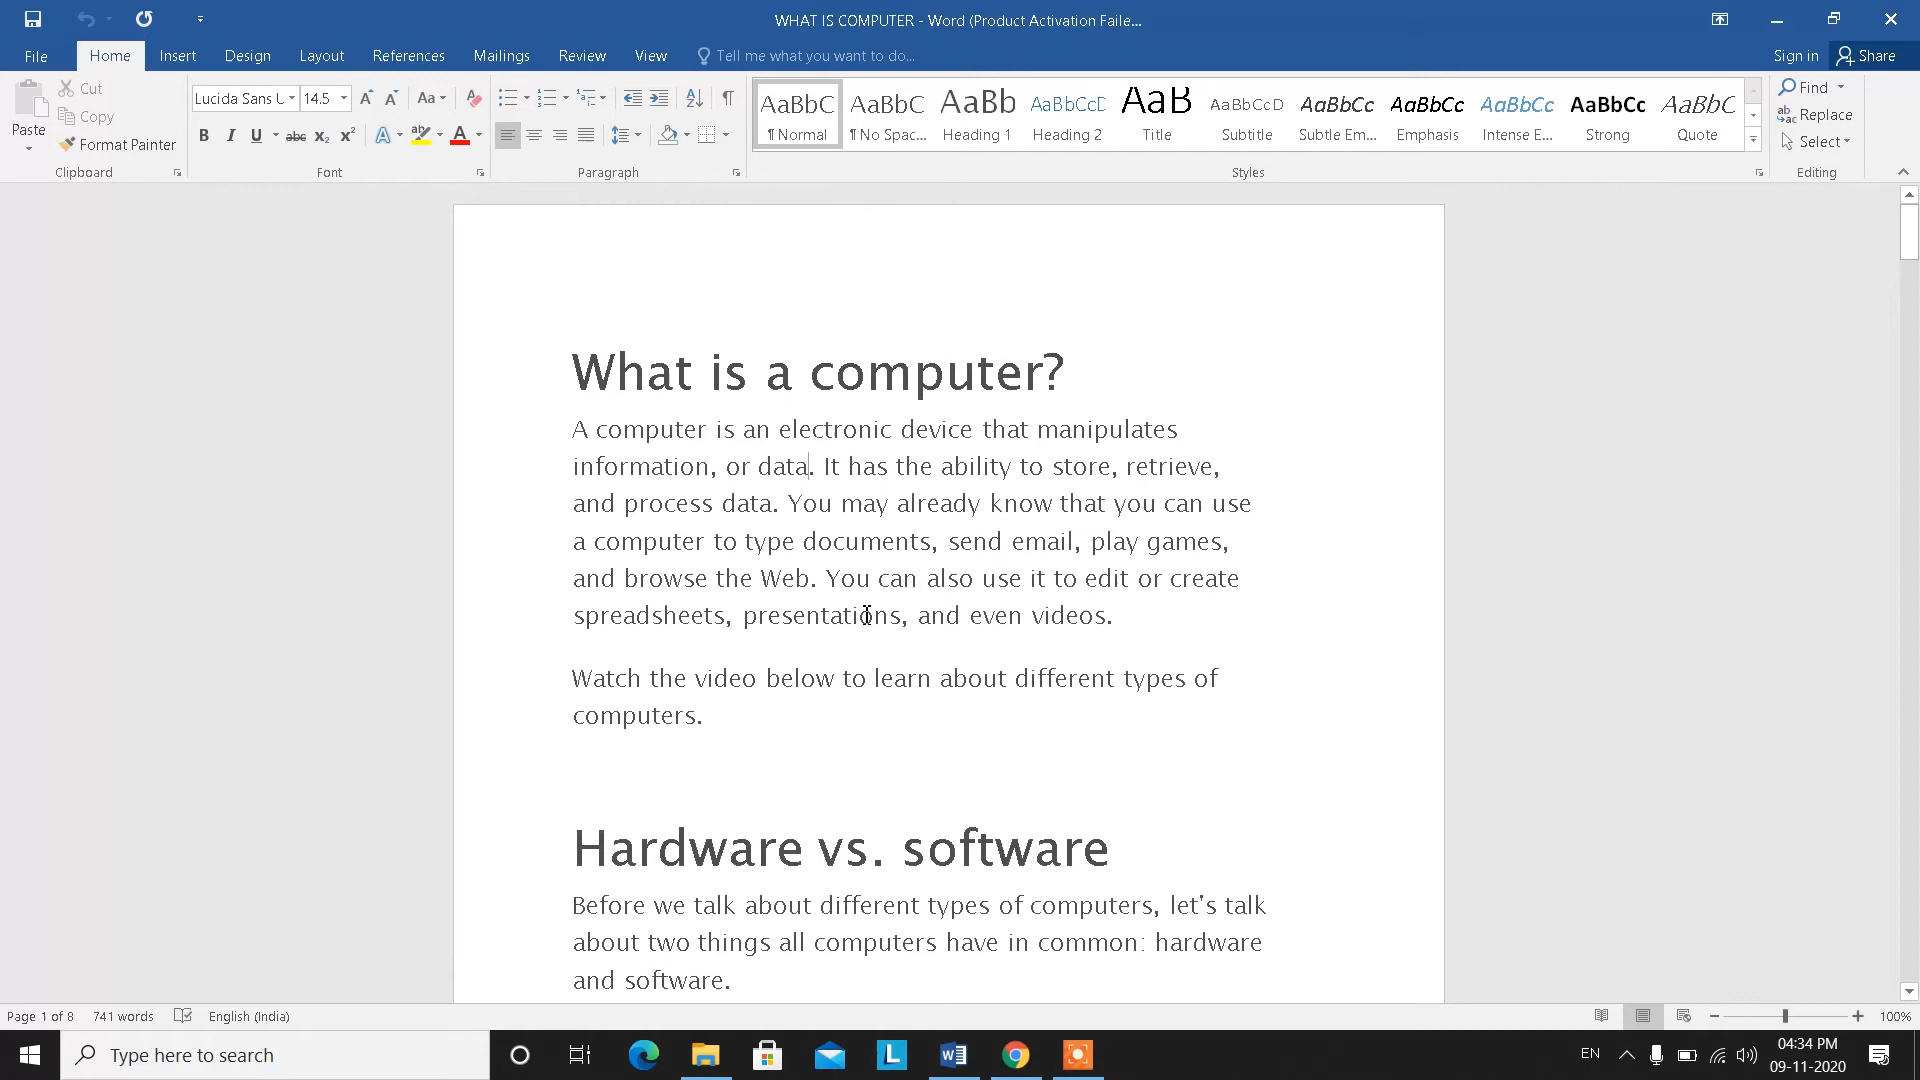 WHAT IS COMPUTER - Word (Product Activation Faile...
File Home Insert Design Layout References Mailings Review View Tell me what you want to do... Sign in Share
Paste
Cut
Copy
Format Painter
Clipboard
Lucida Sans U 14.5
Font
Paragraph
AaBbC AaBbC AaBb AaBbCcD AaB AaBbCcD AaBbCc AaBbCc AaBbCc AaBbCc AaBbC
¶ Normal ¶ No Spac... Heading 1 Heading 2 Title Subtitle Subtle Em... Emphasis Intense E... Strong Quote
Styles
Find
Replace
Select
Editing
What is a computer?
A computer is an electronic device that manipulates
information, or data. It has the ability to store, retrieve,
and process data. You may already know that you can use
a computer to type documents, send email, play games,
and browse the Web. You can also use it to edit or create
spreadsheets, presentations, and even videos.
Watch the video below to learn about different types of
computers.
Hardware vs. software
Before we talk about different types of computers, let's talk
about two things all computers have in common: hardware
and software.
Page 1 of 8 741 words English (India) 100%
Type here to search
EN
04:34 PM
09-11-2020